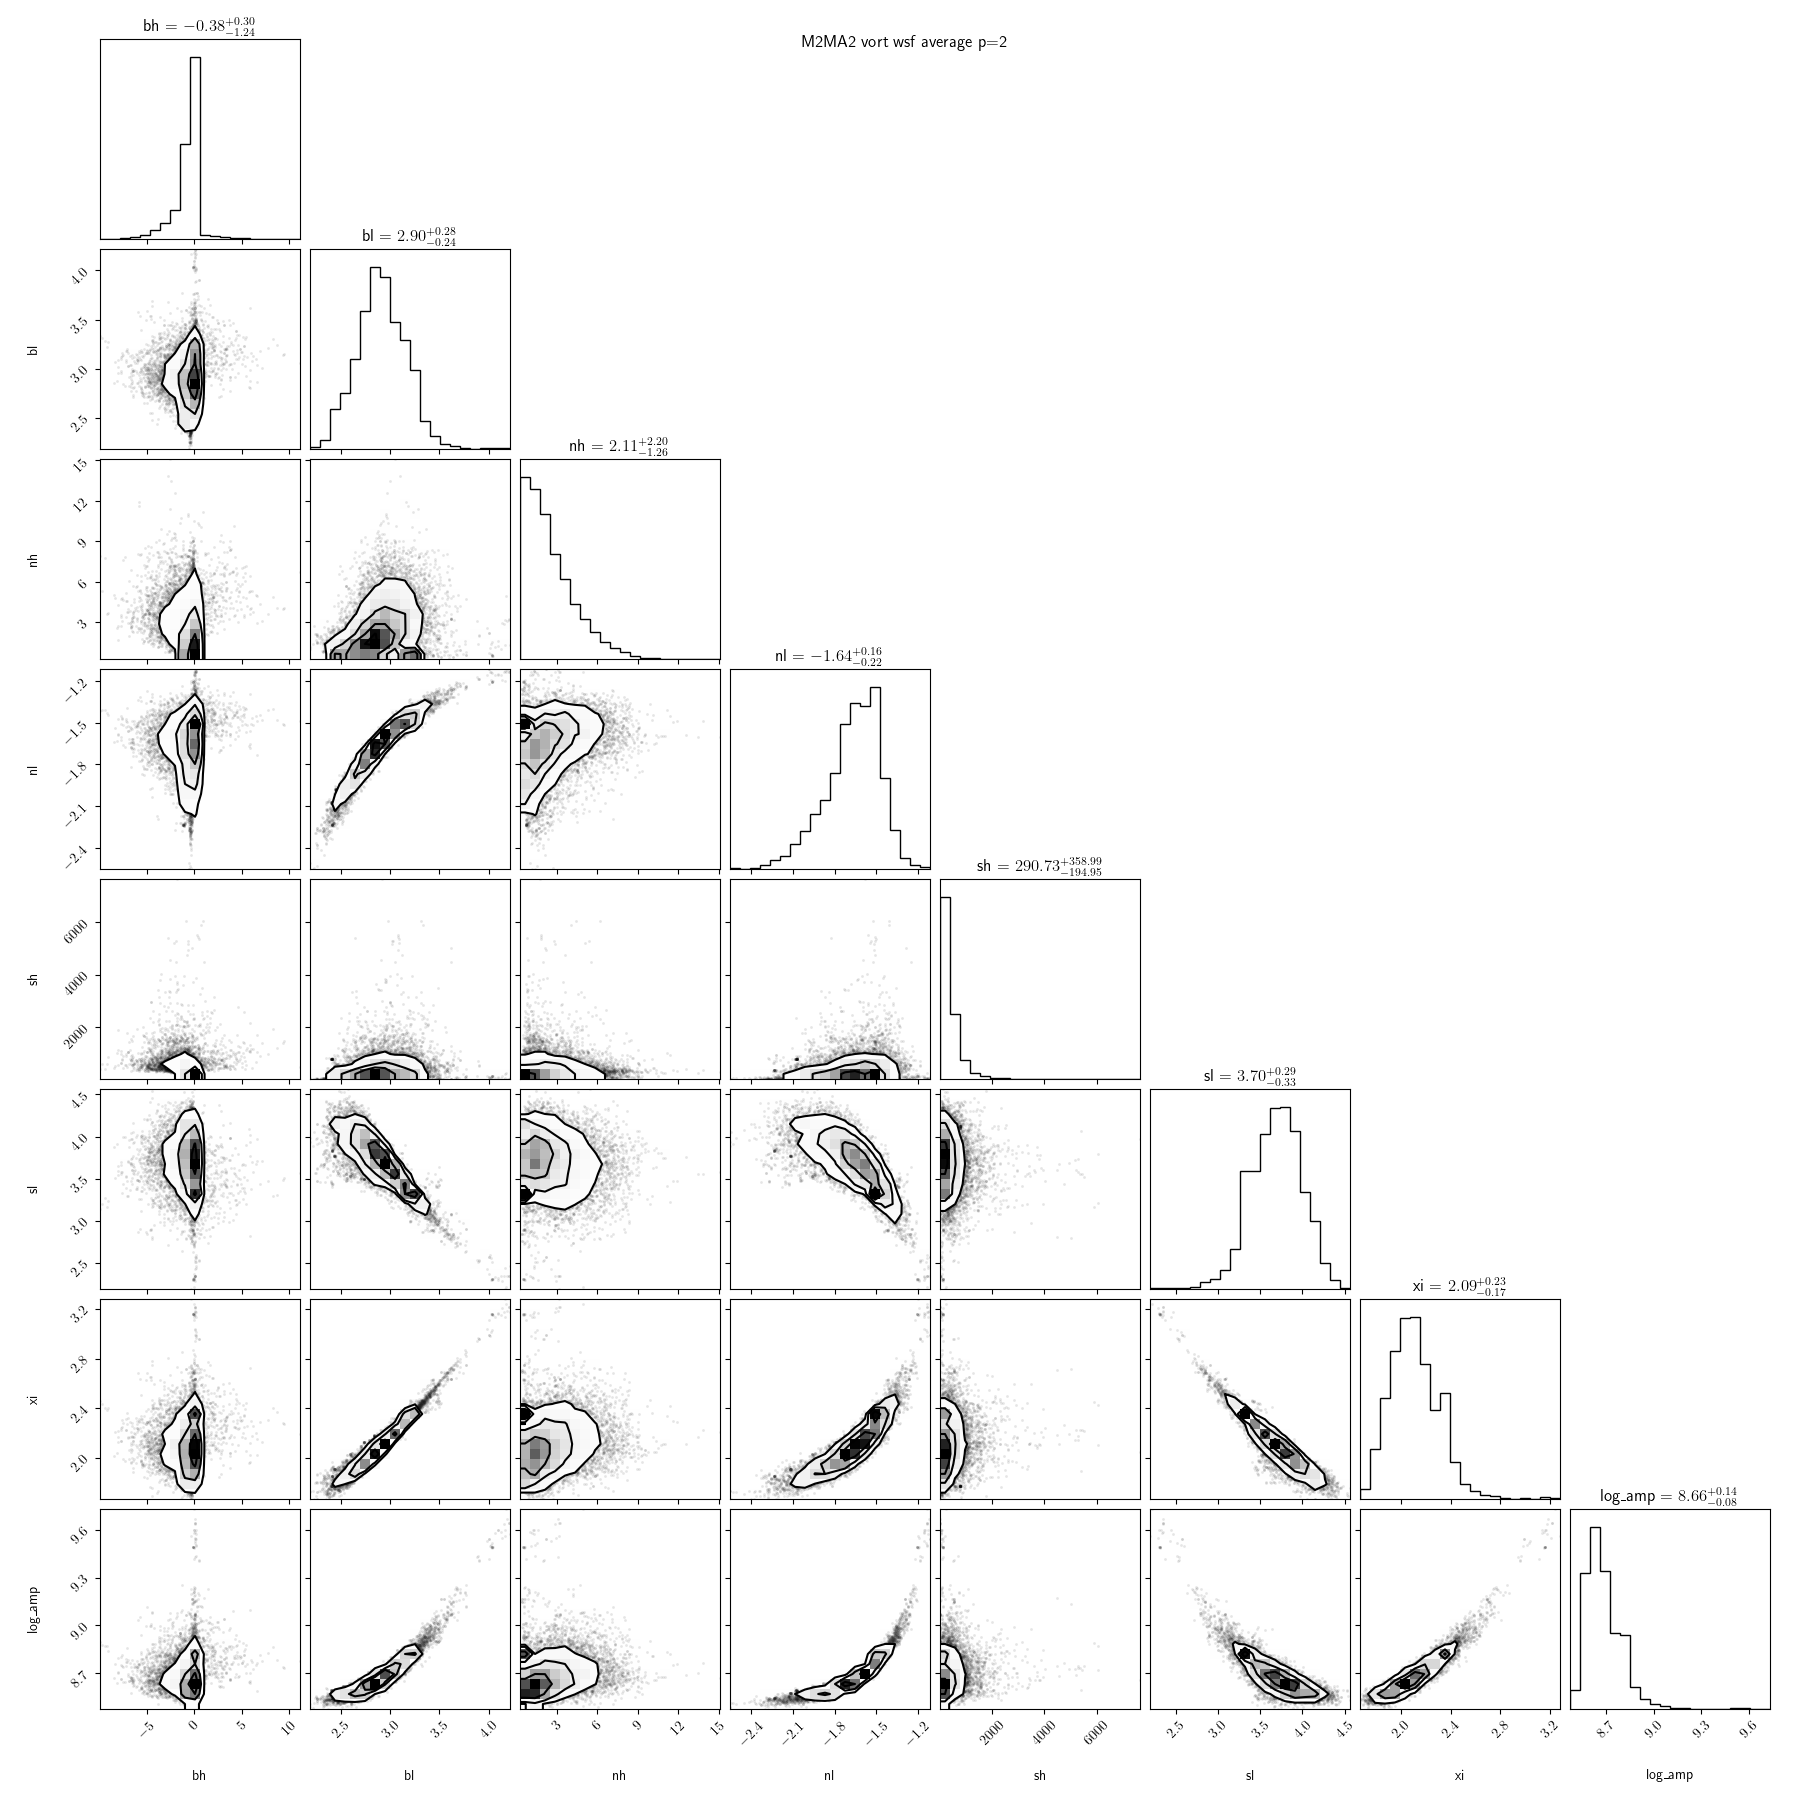 bh = −0.38+0.30 −1.24
M2MA2 vort wsf average p=2
bl = 2.90+0.28 −0.24
4.0
3.5
3.0
2.5
bl
nh = 2.11+2.20 −1.26
15
12
9
6
3
nh
nl = −1.64+0.16 −0.22
−1.2
−1.5
−1.8
−2.1
−2.4
nl
sh = 290.73+358.99 −194.95
6000
4000
2000
sh
sl = 3.70+0.29 −0.33
4.5
4.0
3.5
3.0
2.5
sl
xi = 2.09+0.23 −0.17
3.2
2.8
2.4
2.0
xi
log_amp = 8.66+0.14 −0.08
9.6
9.3
9.0
8.7
log_amp
−5 0 5 10 2.5 3.0 3.5 4.0 3 6 9 12 15 −2.4 −2.1 −1.8 −1.5 −1.2 2000 4000 6000 2.5 3.0 3.5 4.0 4.5 2.0 2.4 2.8 3.2 8.7 9.0 9.3 9.6
bh bl nh nl sh sl xi log_amp